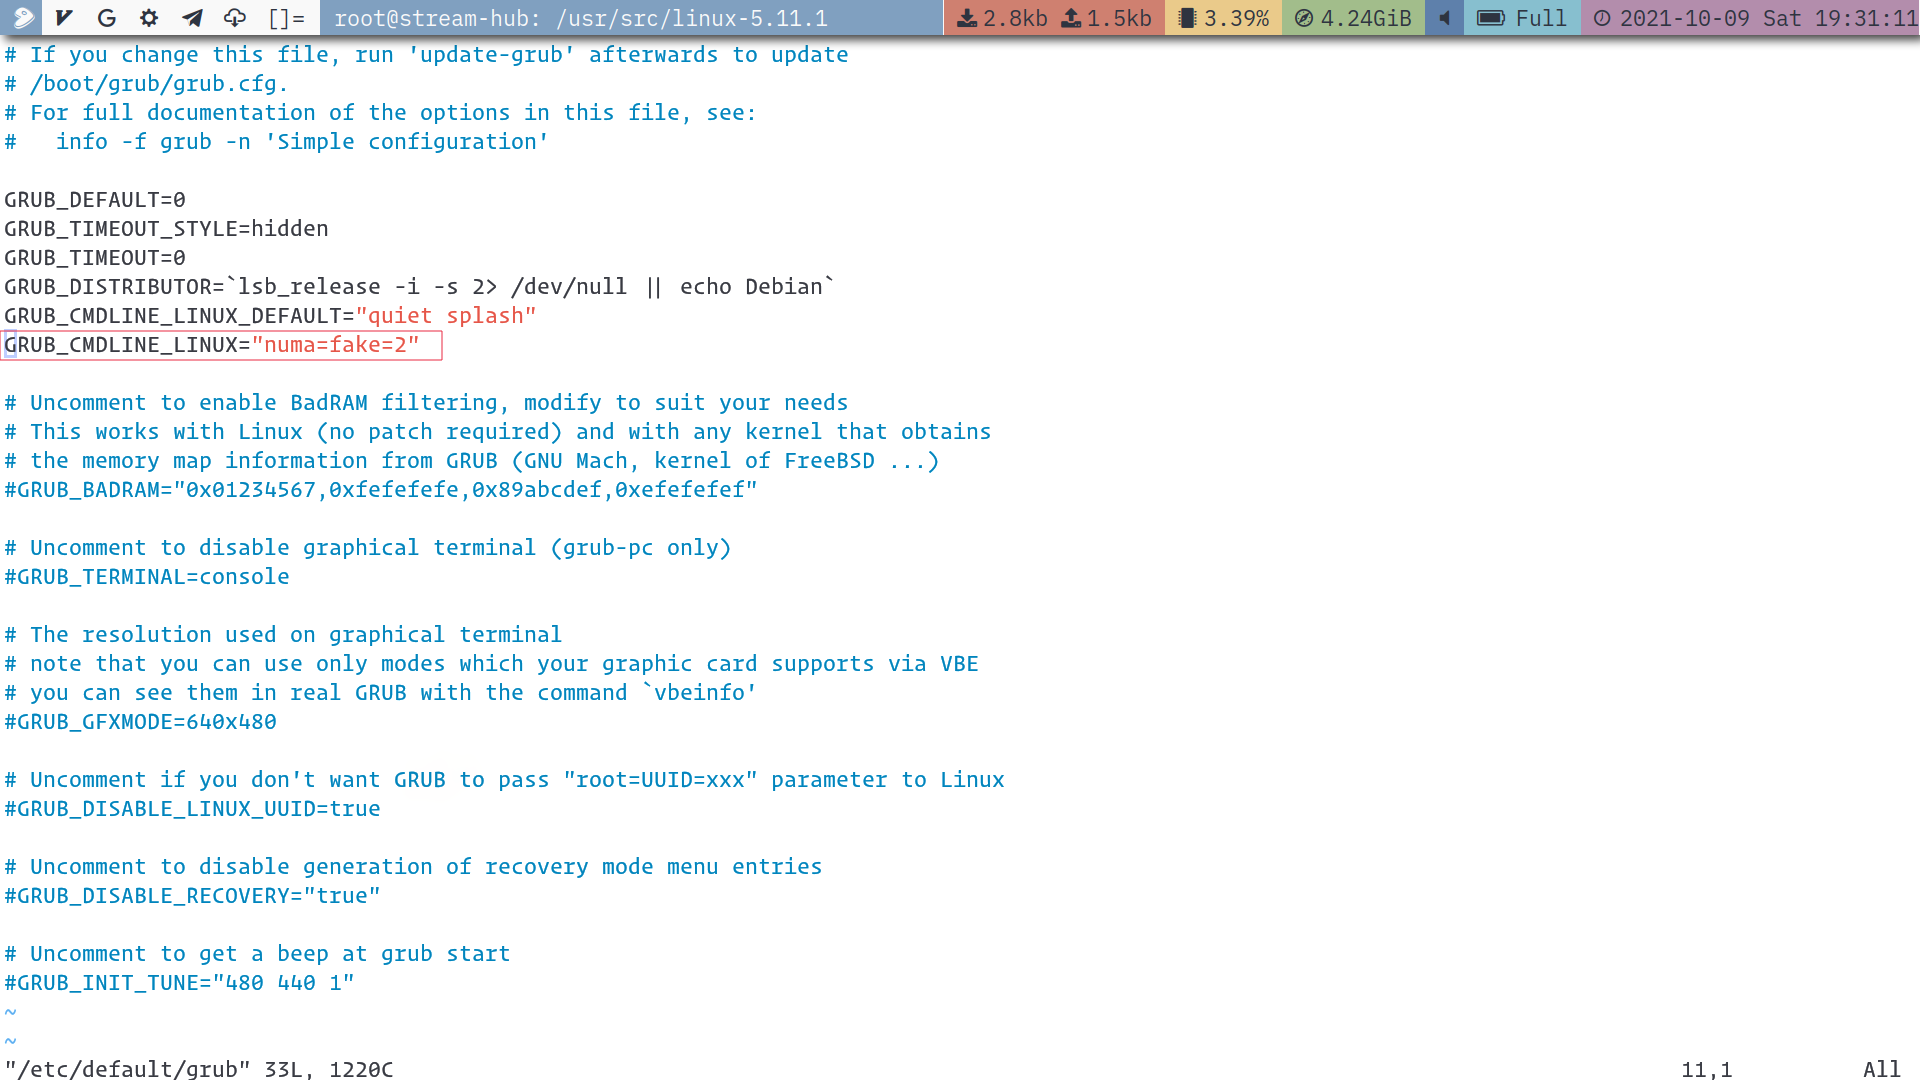 []= root@stream-hub: /usr/src/linux-5.11.1 2.8kb 1.5kb 3.39% 4.24GiB Full 2021-10-09 Sat 19:31:11
# If you change this file, run 'update-grub' afterwards to update
# /boot/grub/grub.cfg.
# For full documentation of the options in this file, see:
#   info -f grub -n 'Simple configuration'

GRUB_DEFAULT=0
GRUB_TIMEOUT_STYLE=hidden
GRUB_TIMEOUT=0
GRUB_DISTRIBUTOR=`lsb_release -i -s 2> /dev/null || echo Debian`
GRUB_CMDLINE_LINUX_DEFAULT="quiet splash"
GRUB_CMDLINE_LINUX="numa=fake=2"

# Uncomment to enable BadRAM filtering, modify to suit your needs
# This works with Linux (no patch required) and with any kernel that obtains
# the memory map information from GRUB (GNU Mach, kernel of FreeBSD ...)
#GRUB_BADRAM="0x01234567,0xfefefefe,0x89abcdef,0xefefefef"

# Uncomment to disable graphical terminal (grub-pc only)
#GRUB_TERMINAL=console

# The resolution used on graphical terminal
# note that you can use only modes which your graphic card supports via VBE
# you can see them in real GRUB with the command `vbeinfo'
#GRUB_GFXMODE=640x480

# Uncomment if you don't want GRUB to pass "root=UUID=xxx" parameter to Linux
#GRUB_DISABLE_LINUX_UUID=true

# Uncomment to disable generation of recovery mode menu entries
#GRUB_DISABLE_RECOVERY="true"

# Uncomment to get a beep at grub start
#GRUB_INIT_TUNE="480 440 1"
~
~
"/etc/default/grub" 33L, 1220C 11,1 All